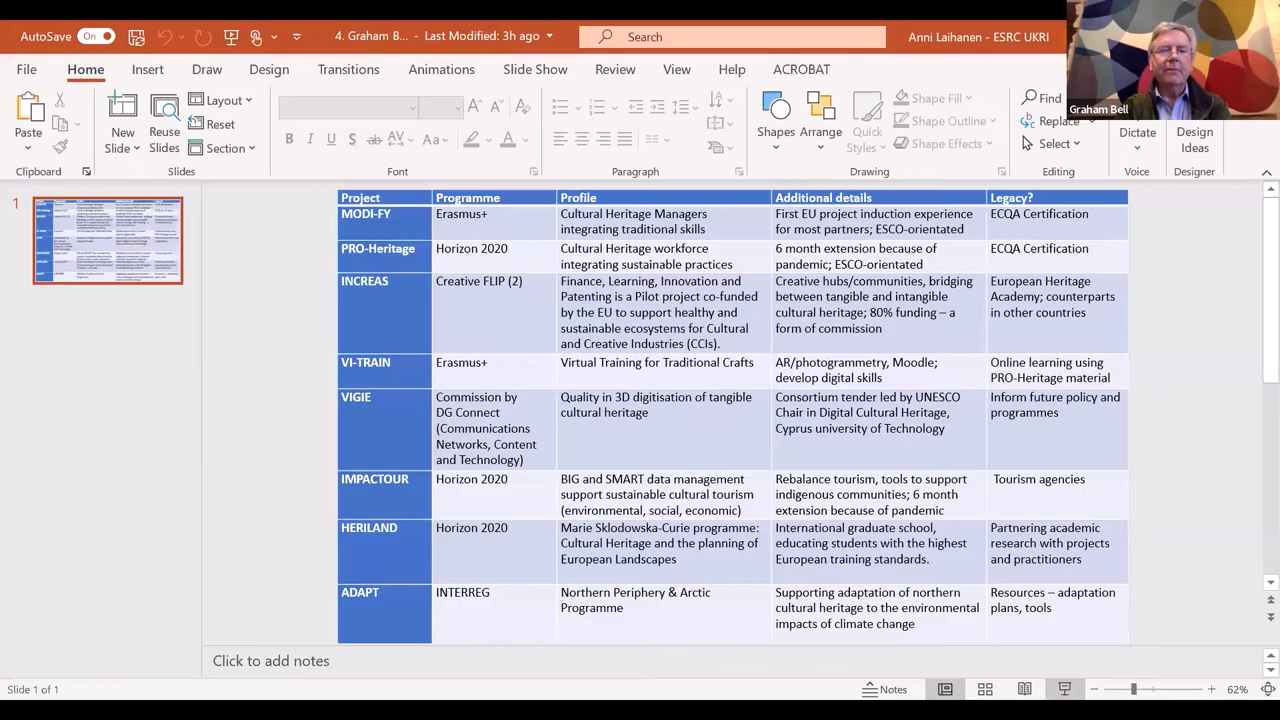 AutoSave On 4. Graham B... - Last Modified: 3h ago Search Anni Laihanen - ESRC UKRI
File Home Insert Draw Design Transitions Animations Slide Show Review View Help ACROBAT
Graham Bell
Paste
Clipboard
New
Slide
Reuse
Slides
Layout
Reset
Section
Slides
B I U S ab AV Aa A
Font
Paragraph
Shapes
Arrange
Quick
Styles
Shape Fill
Shape Outline
Shape Effects
Drawing
Find
Replace
Select
Editing
Dictate
Voice
Design
Ideas
Designer
1
Project Programme Profile Additional details Legacy?
MODI-FY
Erasmus+
Cultural Heritage Managers
integrating traditional skills
ECQA Certification
PRO-Heritage
Horizon 2020
Cultural Heritage workforce
integrating sustainable practices
6 month extension because of
pandemic; ESCO-orientated
ECQA Certification
INCREAS
Creative FLIP (2)
Finance, Learning, Innovation and
Patenting is a Pilot project co-funded
by the EU to support healthy and
sustainable ecosystems for Cultural
and Creative Industries (CCIs).
Creative hubs/communities, bridging
between tangible and intangible
cultural heritage; 80% funding – a
form of commission
European Heritage
Academy; counterparts
in other countries
VI-TRAIN
Erasmus+
Virtual Training for Traditional Crafts
AR/photogrammetry, Moodle;
develop digital skills
Online learning using
PRO-Heritage material
VIGIE
Commission by
DG Connect
(Communications
Networks, Content
and Technology)
Quality in 3D digitisation of tangible
cultural heritage
Consortium tender led by UNESCO
Chair in Digital Cultural Heritage,
Cyprus university of Technology
Inform future policy and
programmes
IMPACTOUR
Horizon 2020
BIG and SMART data management
support sustainable cultural tourism
(environmental, social, economic)
Rebalance tourism, tools to support
indigenous communities; 6 month
extension because of pandemic
Tourism agencies
HERILAND
Horizon 2020
Marie Sklodowska-Curie programme:
Cultural Heritage and the planning of
European Landscapes
International graduate school,
educating students with the highest
European training standards.
Partnering academic
research with projects
and practitioners
ADAPT
INTERREG
Northern Periphery & Arctic
Programme
Supporting adaptation of northern
cultural heritage to the environmental
impacts of climate change
Resources – adaptation
plans, tools
Click to add notes
Slide 1 of 1 Notes 62%